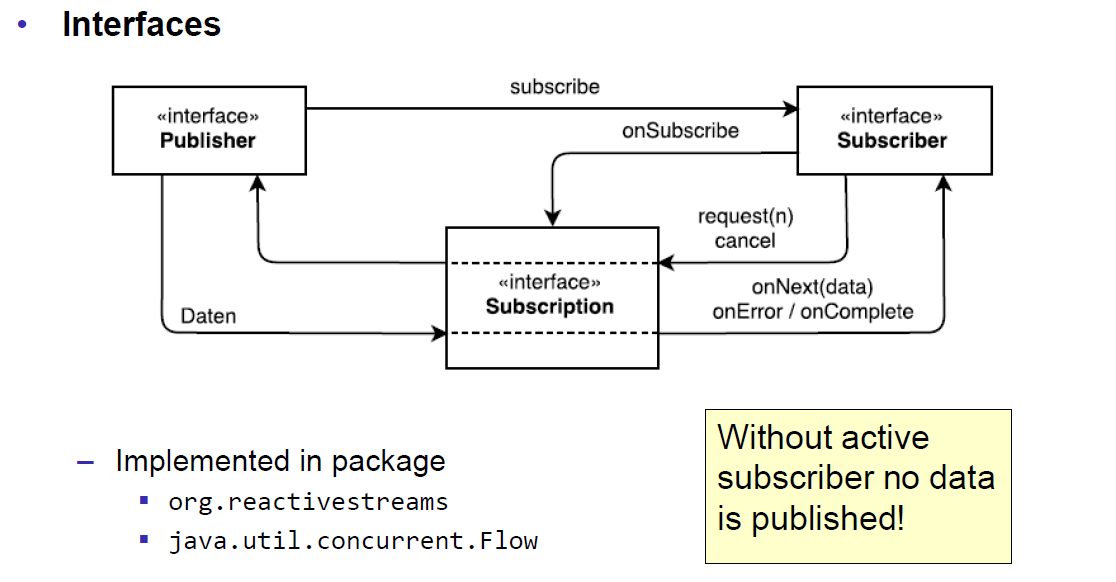 • Interfaces
subscribe
«interface»
Publisher
«interface»
Subscriber
onSubscribe
request(n)
cancel
«interface»
Subscription
onNext(data)
onError / onComplete
Daten
– Implemented in package
▪ org.reactivestreams
▪ java.util.concurrent.Flow
Without active
subscriber no data
is published!